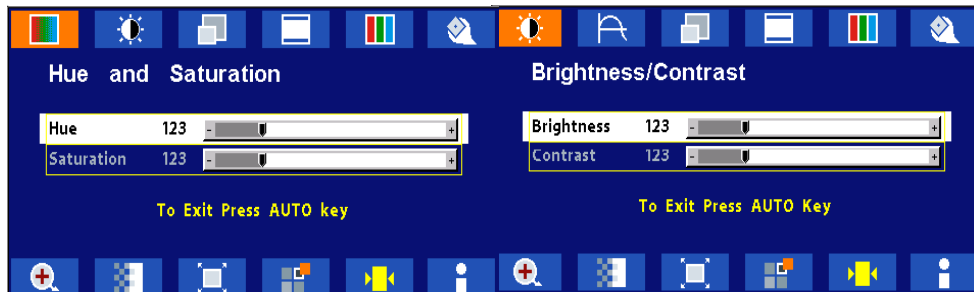 Hue and Saturation
Hue 123 - +
Saturation 123 - +
To Exit Press AUTO key
Brightness/Contrast
Brightness 123 - +
Contrast 123 - +
To Exit Press AUTO Key